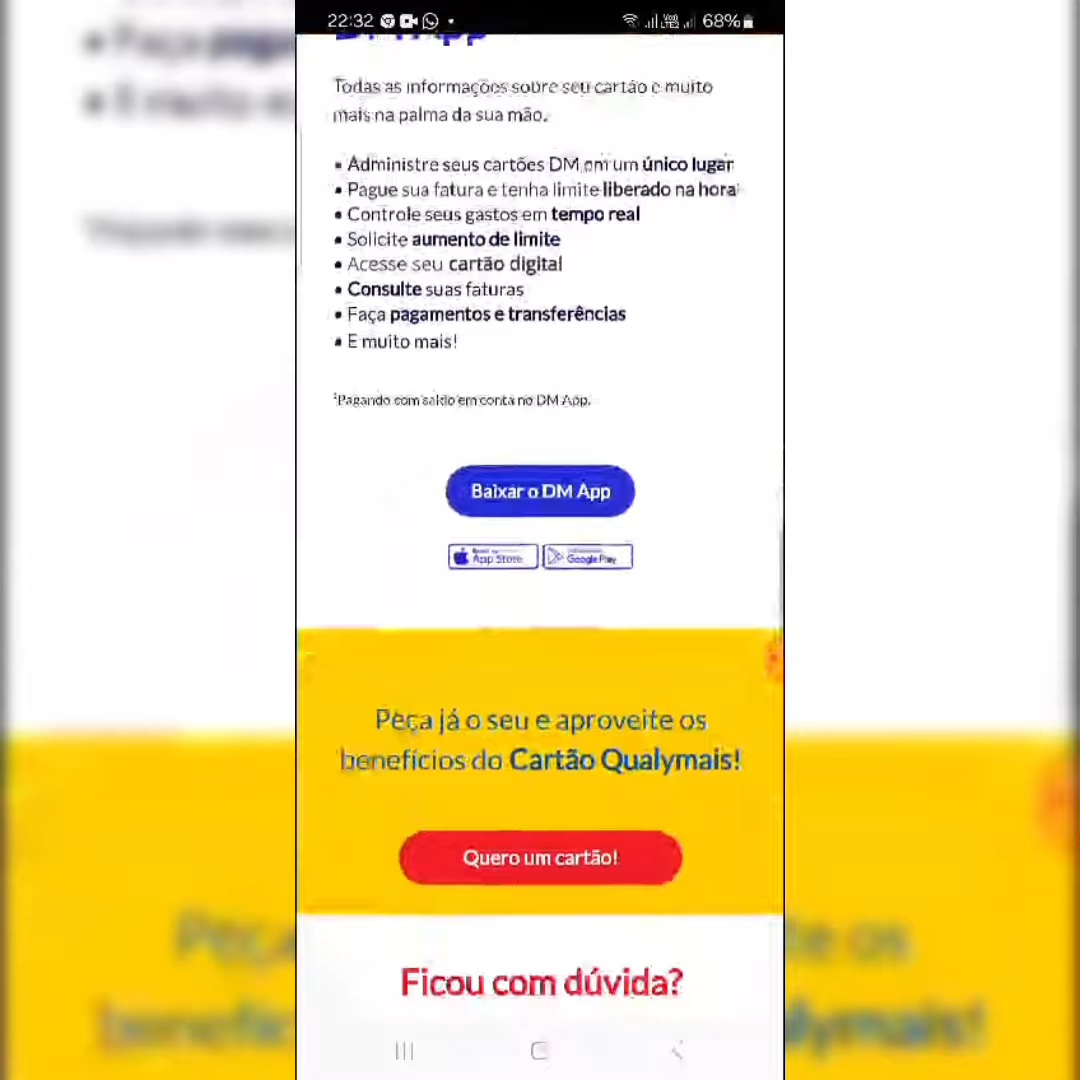 22:32
68%
DM App
Todas as informações sobre seu cartão e muito
mais na palma da sua mão.
• Administre seus cartões DM em um único lugar
• Pague sua fatura e tenha limite liberado na hora¹
• Controle seus gastos em tempo real
• Solicite aumento de limite
• Acesse seu cartão digital
• Consulte suas faturas
• Faça pagamentos e transferências
• E muito mais!
¹Pagando com saldo em conta no DM App.
Baixar o DM App
App Store
Google Play
Peça já o seu e aproveite os
benefícios do Cartão Qualymais!
Quero um cartão!
Ficou com dúvida?